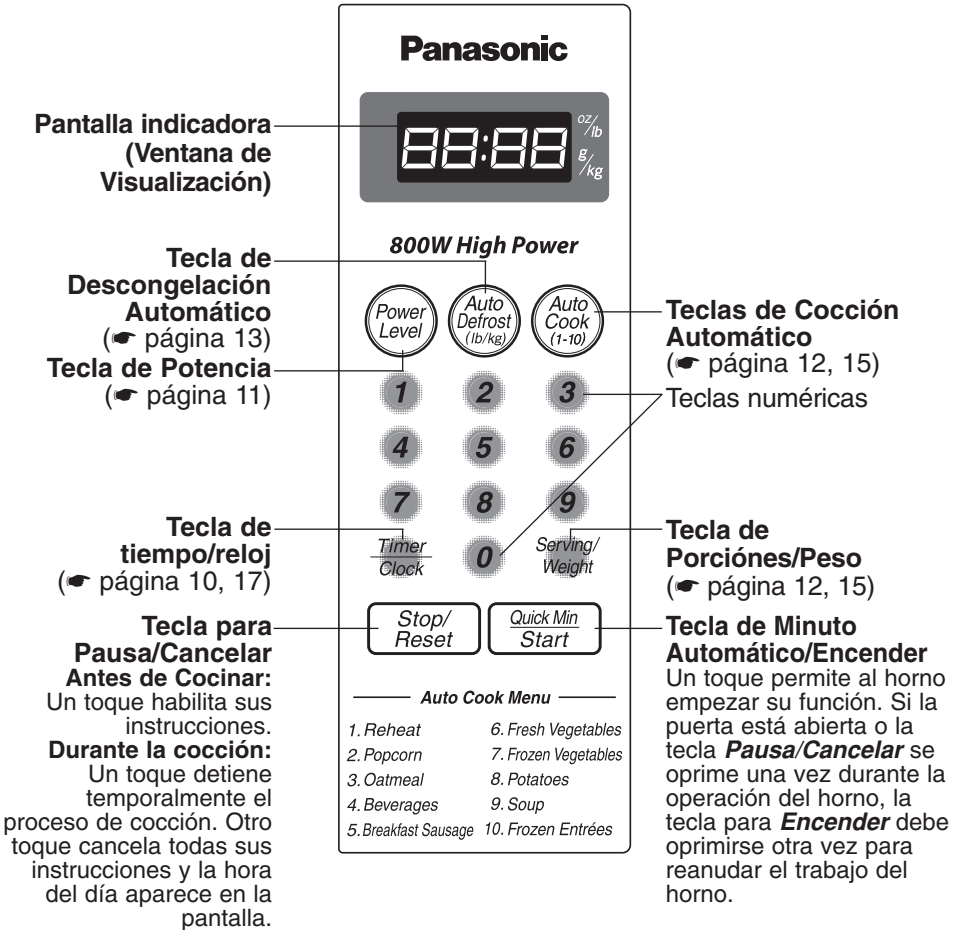 Panasonic
Pantalla indicadora
(Ventana de
Visualización)
88:88
oz/lb
g/kg
800W High Power
Tecla de
Descongelación
Automático
(☛ página 13)
Tecla de Potencia
(☛ página 11)
Power
Level
Auto
Defrost
(lb/kg)
Auto
Cook
(1-10)
Teclas de Cocción
Automático
(☛ página 12, 15)
Teclas numéricas
1 2 3
4 5 6
7 8 9
Timer
Clock
0
Serving/
Weight
Tecla de
tiempo/reloj
(☛ página 10, 17)
Tecla de
Porciónes/Peso
(☛ página 12, 15)
Stop/
Reset
Quick Min
Start
Tecla para
Pausa/Cancelar
Antes de Cocinar:
Un toque habilita sus
instrucciones.
Durante la cocción:
Un toque detiene
temporalmente el
proceso de cocción. Otro
toque cancela todas sus
instrucciones y la hora
del día aparece en la
pantalla.
Tecla de Minuto
Automático/Encender
Un toque permite al horno
empezar su función. Si la
puerta está abierta o la
tecla Pausa/Cancelar se
oprime una vez durante la
operación del horno, la
tecla para Encender debe
oprimirse otra vez para
reanudar el trabajo del
horno.
Auto Cook Menu
1. Reheat
2. Popcorn
3. Oatmeal
4. Beverages
5. Breakfast Sausage
6. Fresh Vegetables
7. Frozen Vegetables
8. Potatoes
9. Soup
10. Frozen Entrées